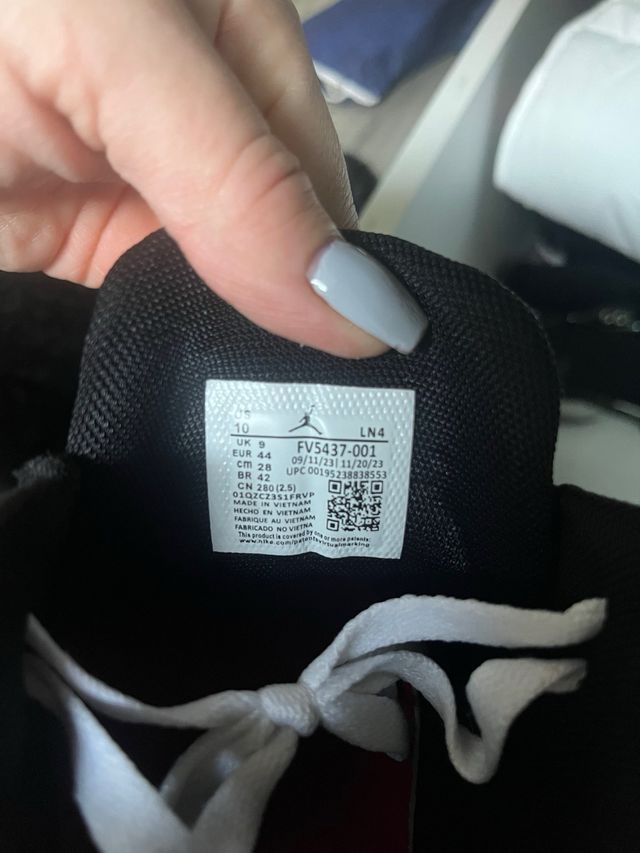 US
10
UK 9
EUR 44
cm 28
BR 42
CN 280 (2.5)
LN4
FV5437-001
09/11/23 | 11/20/23
UPC 00195238838553
01QZCZ3S1FRVP
MADE IN VIETNAM
HECHO EN VIETNAM
FABRIQUE AU VIETNAM
FABRICADO NO VIETNA
This product is covered by one or more patents:
www.nike.com/patentsvirtualmarking